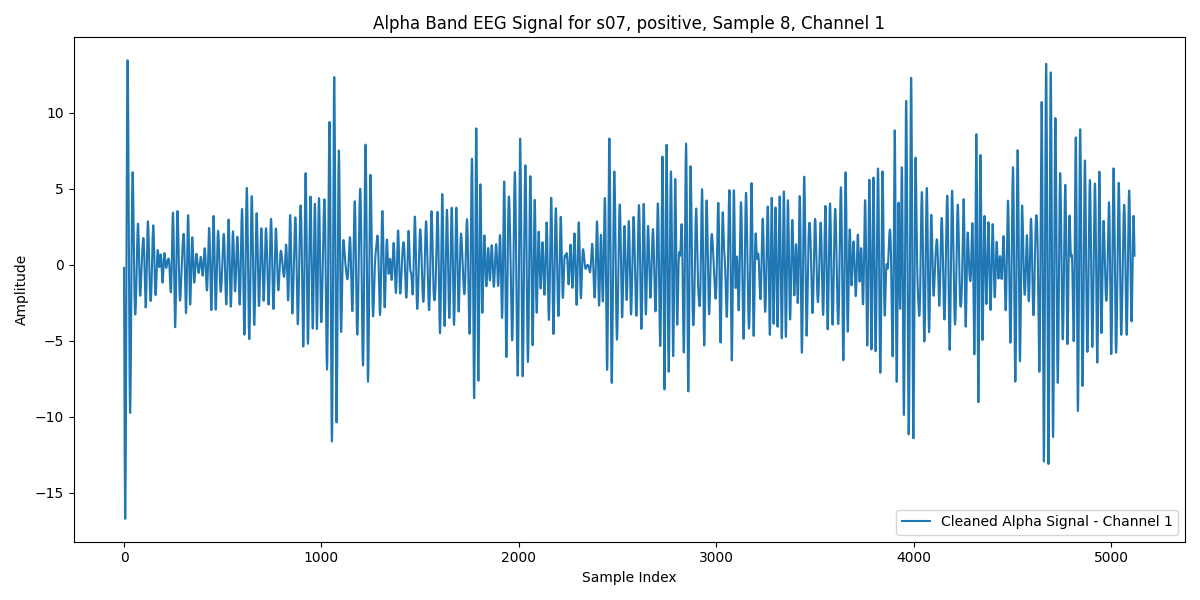 Alpha Band EEG Signal for s07, positive, Sample 8, Channel 1
Amplitude
10
5
0
−5
−10
−15
Cleaned Alpha Signal - Channel 1
0 1000 2000 3000 4000 5000
Sample Index